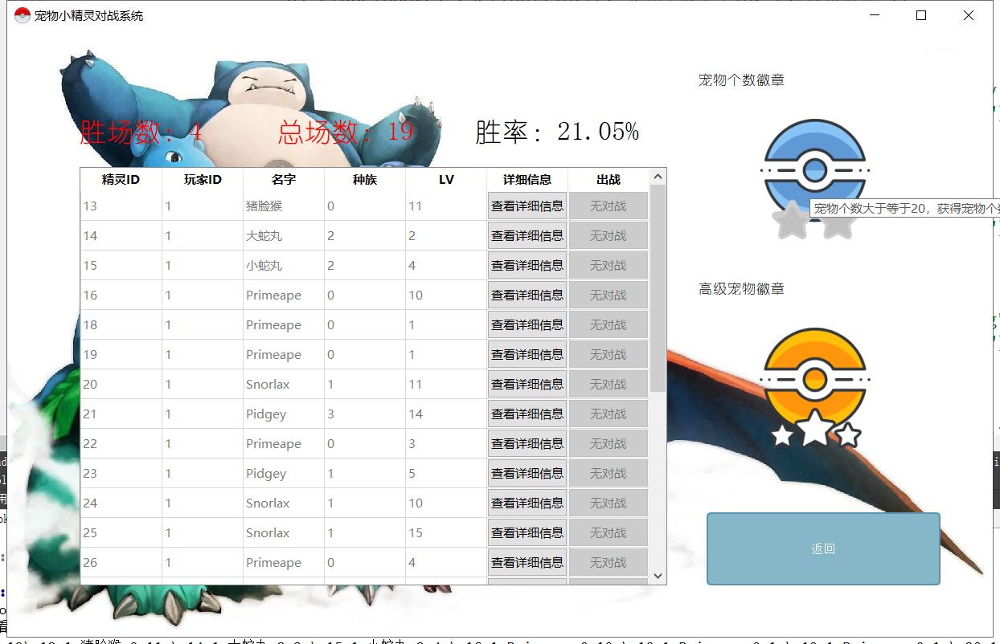 宠物小精灵对战系统
宠物个数徽章
胜场数: 4 总场数: 19 胜率: 21.05%
精灵ID 玩家ID 名字 种族 LV 详细信息 出战
13 1 猪脸猴 0 11 查看详细信息 无对战
14 1 大蛇丸 2 2 查看详细信息 无对战
15 1 小蛇丸 2 4 查看详细信息 无对战
16 1 Primeape 0 10 查看详细信息 无对战
18 1 Primeape 0 1 查看详细信息 无对战
19 1 Primeape 0 1 查看详细信息 无对战
20 1 Snorlax 1 11 查看详细信息 无对战
21 1 Pidgey 3 14 查看详细信息 无对战
22 1 Primeape 0 3 查看详细信息 无对战
23 1 Pidgey 1 5 查看详细信息 无对战
24 1 Snorlax 1 10 查看详细信息 无对战
25 1 Snorlax 1 15 查看详细信息 无对战
26 1 Primeape 0 4 查看详细信息 无对战
宠物个数大于等于20，获得宠物个
高级宠物徽章
返回